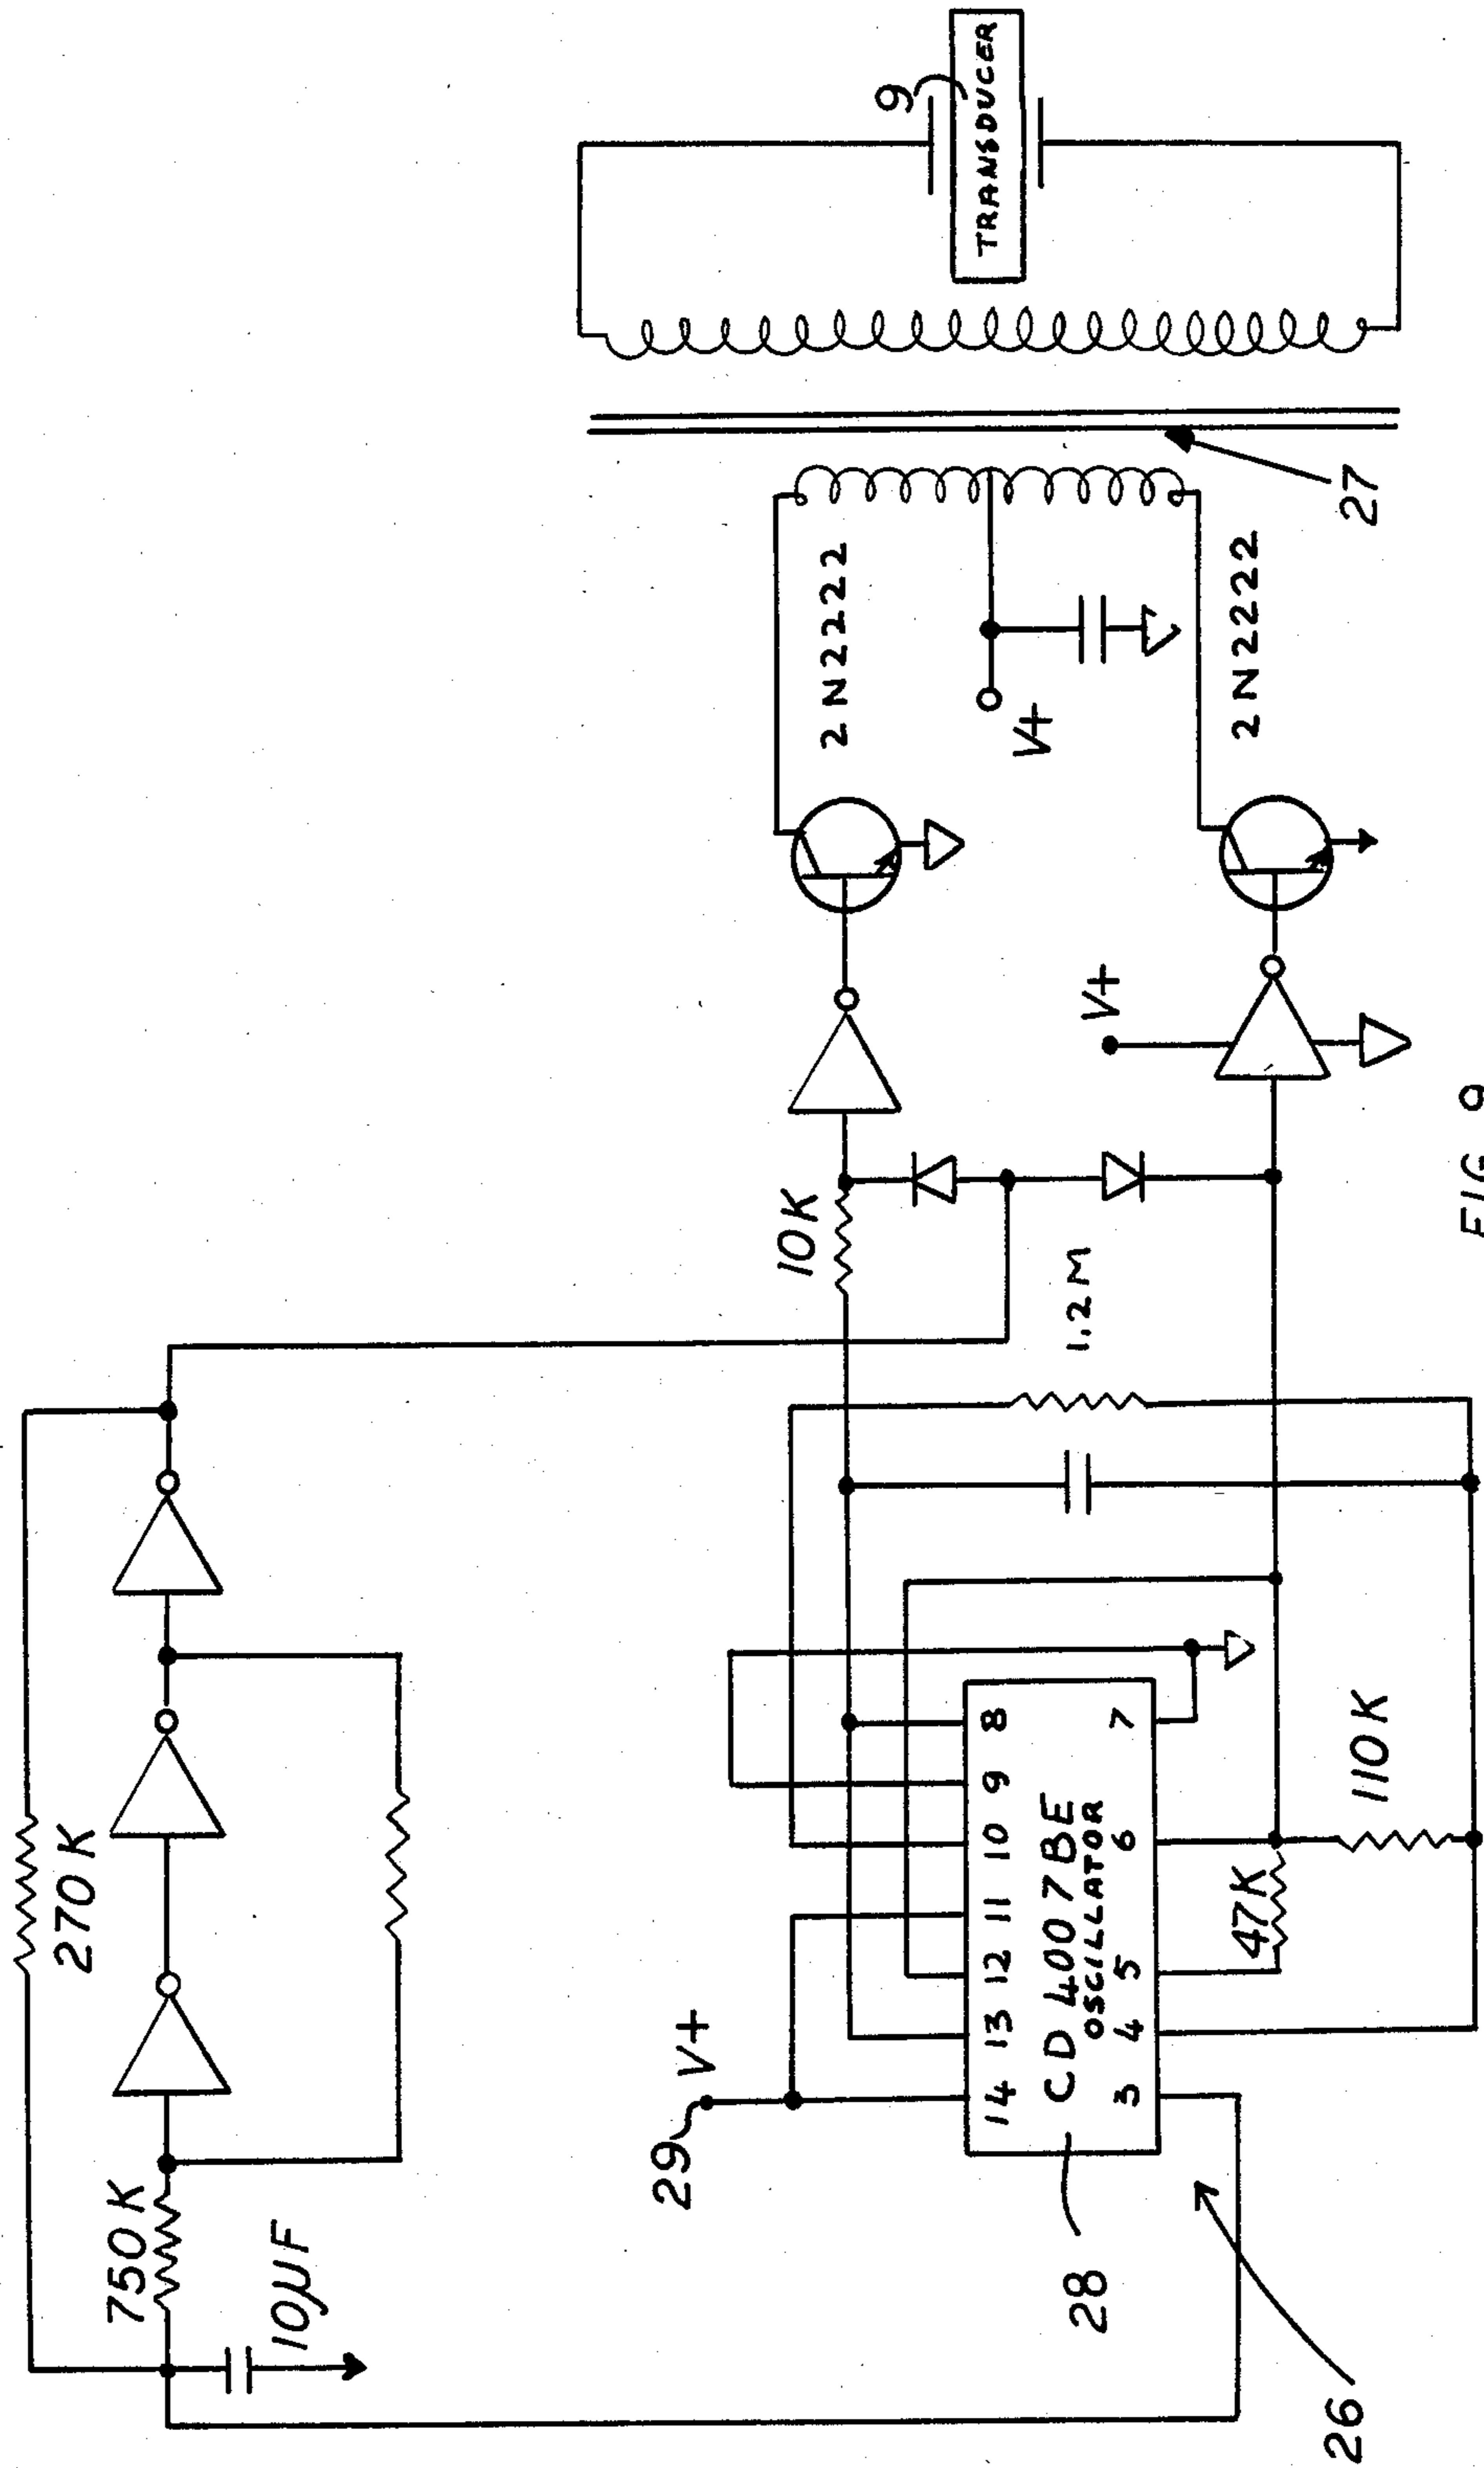 270K
750K
10µF
10K
1.2M
2N2222
V+
V+
2N2222
27
9
TRANSDUCER
29
V+
14 13 12 11 10 9 8
CD 4007BE
OSCILLATOR
3 4 5 6 7
47K
110K
28
26
FIG 9